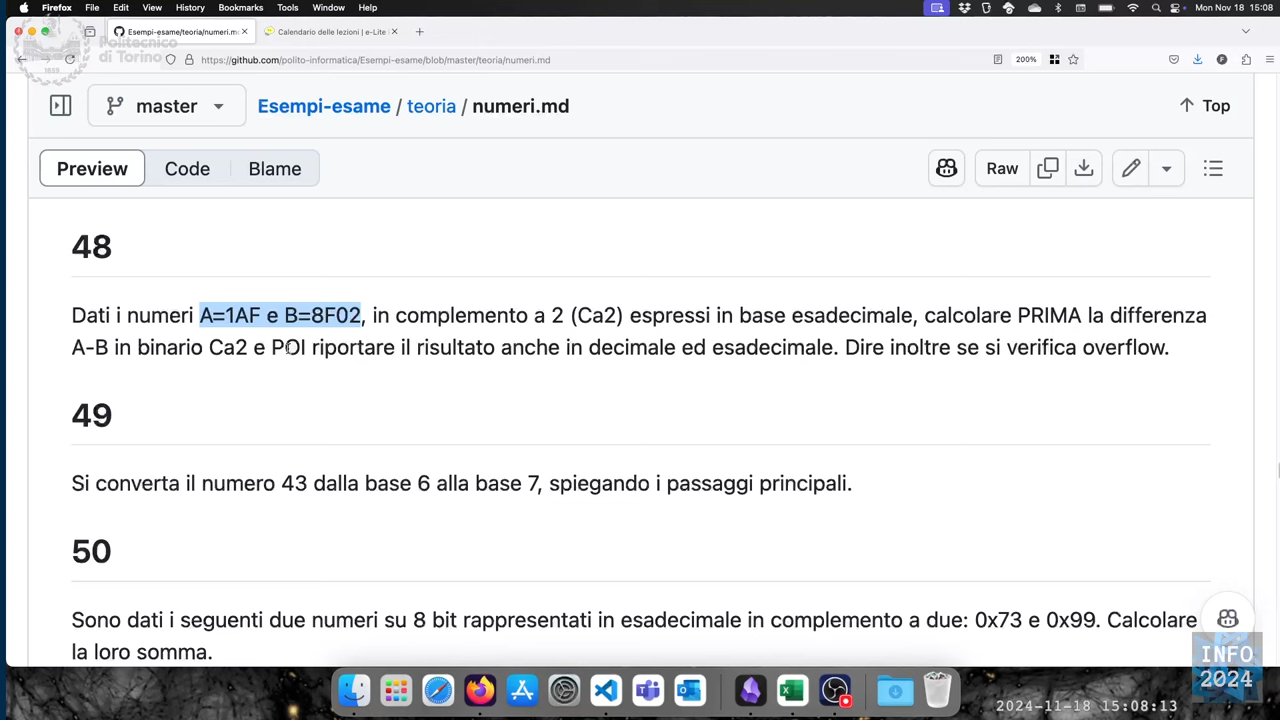 Firefox File Edit View History Bookmarks Tools Window Help Mon Nov 18 15:08
Politecnico
di Torino
1859
Esempi-esame/teoria/numeri.m
Calendario delle lezioni | e-Lite
https://github.com/polito-informatica/Esempi-esame/blob/master/teoria/numeri.md 200%
master Esempi-esame / teoria / numeri.md Top
Preview Code Blame Raw
48
Dati i numeri A=1AF e B=8F02, in complemento a 2 (Ca2) espressi in base esadecimale, calcolare PRIMA la differenza
A-B in binario Ca2 e POI riportare il risultato anche in decimale ed esadecimale. Dire inoltre se si verifica overflow.
49
Si converta il numero 43 dalla base 6 alla base 7, spiegando i passaggi principali.
50
Sono dati i seguenti due numeri su 8 bit rappresentati in esadecimale in complemento a due: 0x73 e 0x99. Calcolare
la loro somma.
INFO
2024
2024-11-18 15:08:13